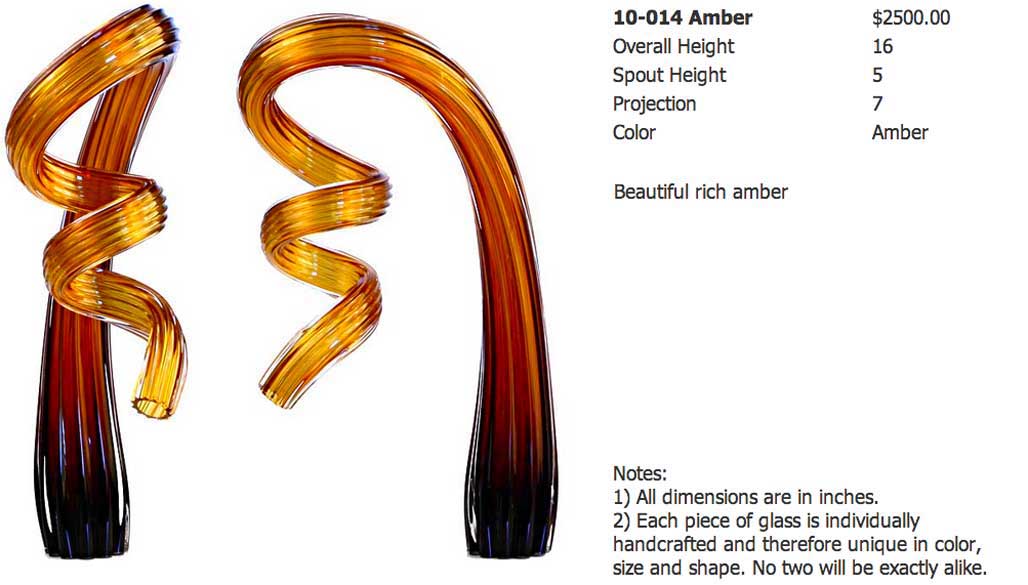 10-014 Amber $2500.00
Overall Height 16
Spout Height 5
Projection 7
Color Amber
Beautiful rich amber
Notes:
1) All dimensions are in inches.
2) Each piece of glass is individually
handcrafted and therefore unique in color,
size and shape. No two will be exactly alike.